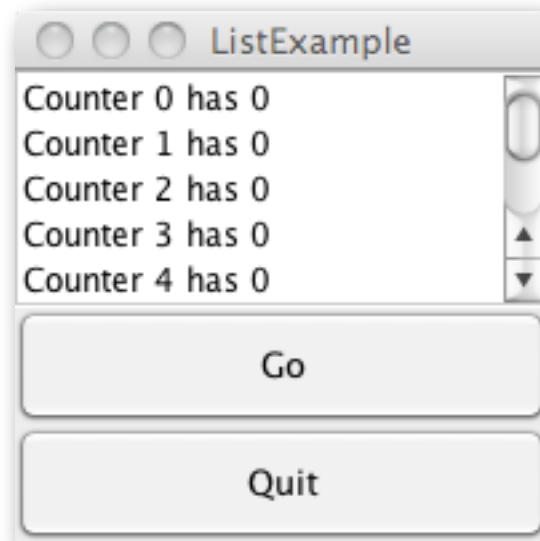 ListExample
Counter 0 has 0
Counter 1 has 0
Counter 2 has 0
Counter 3 has 0
Counter 4 has 0
Go
Quit